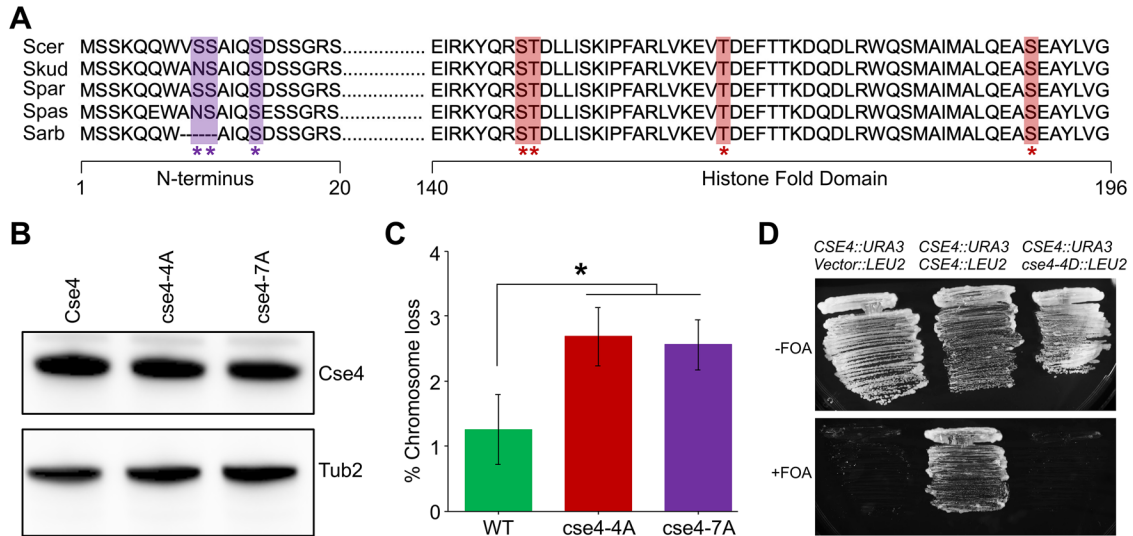 A
Scer MSSKQQWVSSAIQSDSSGRS............... EIRKYQRSTDLLISKIPFARLVKEVTDEFTTKDQDLRWQSMAIMALQEASEAYLVG
Skud MSSKQQWANSAIQSDSSGRS............... EIRKYQRSTDLLISKIPFARLVKEVTDEFTTKDQDLRWQSMAIMALQEASEAYLVG
Spar MSSKQQWASSAIQSDSSGRS............... EIRKYQRSTDLLISKIPFARLVKEVTDEFTTKDQDLRWQSMAIMALQEASEAYLVG
Spas MSSKQEWANSAIQSESSGRS............... EIRKYQRSTDLLISKIPFARLVKEVTDEFTTKDQDLRWQSMAIMALQEASEAYLVG
Sarb MSSKQQW------AIQSDSSGRS............... EIRKYQRSTDLLISKIPFARLVKEVTDEFTTKDQDLRWQSMAIMALQEASEAYLVG
** * ** * *
1 N-terminus 20 140 Histone Fold Domain 196
B
Cse4 cse4-4A cse4-7A
Cse4
Tub2
C
% Chromosome loss
4
3
2
1
0
*
WT cse4-4A cse4-7A
D
CSE4::URA3 CSE4::URA3 CSE4::URA3
Vector::LEU2 CSE4::LEU2 cse4-4D::LEU2
-FOA
+FOA